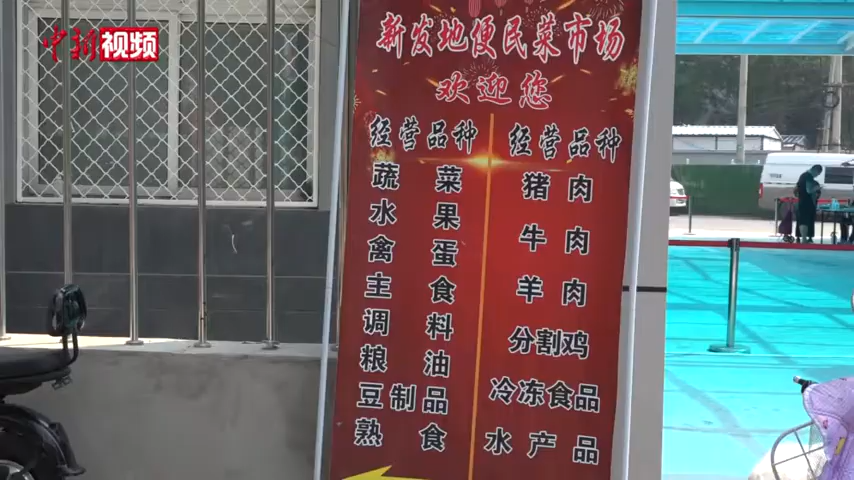 中新视频
新发地便民菜市场
欢迎您
经营品种
蔬菜
水果
禽蛋
主食
调料
粮油
豆制品
熟食
经营品种
猪肉
牛肉
羊肉
分割鸡
冷冻食品
水产品